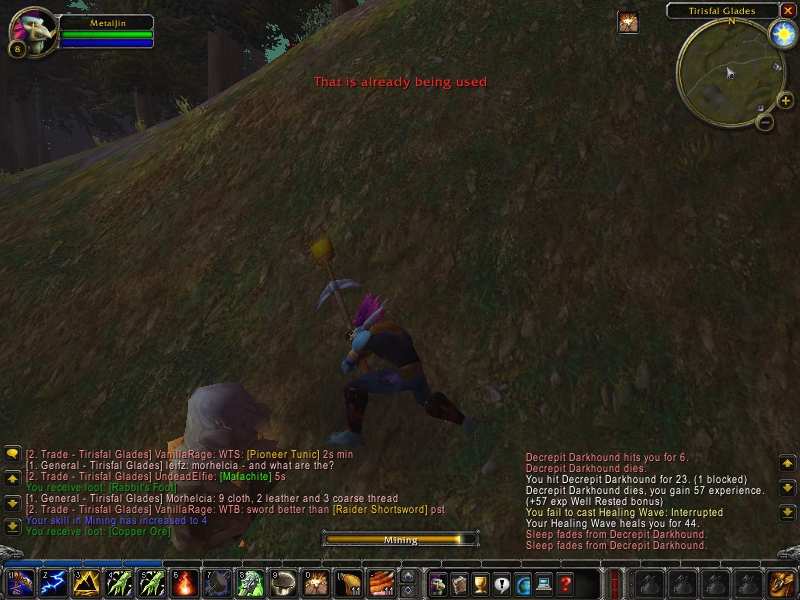 MetalJin
8
Tirisfal Glades
N
That is already being used
[2. Trade - Tirisfal Glades] VanillaRage: WTS: [Pioneer Tunic] 2s min
[1. General - Tirisfal Glades] leifz: morhelcia - and what are the?
[2. Trade - Tirisfal Glades] UndeadElfie: [Malachite] 5s
You receive loot: [Rabbit's Foot]
[1. General - Tirisfal Glades] Morhelcia: 9 cloth, 2 leather and 3 coarse thread
[2. Trade - Tirisfal Glades] VanillaRage: WTB: sword better than [Raider Shortsword] pst
Your skill in Mining has increased to 4
You receive loot: [Copper Ore]
Decrepit Darkhound hits you for 6.
Decrepit Darkhound dies.
You hit Decrepit Darkhound for 23. (1 blocked)
Decrepit Darkhound dies, you gain 57 experience.
(+57 exp Well Rested bonus)
You fail to cast Healing Wave: Interrupted
Your Healing Wave heals you for 44.
Sleep fades from Decrepit Darkhound.
Sleep fades from Decrepit Darkhound.
Mining